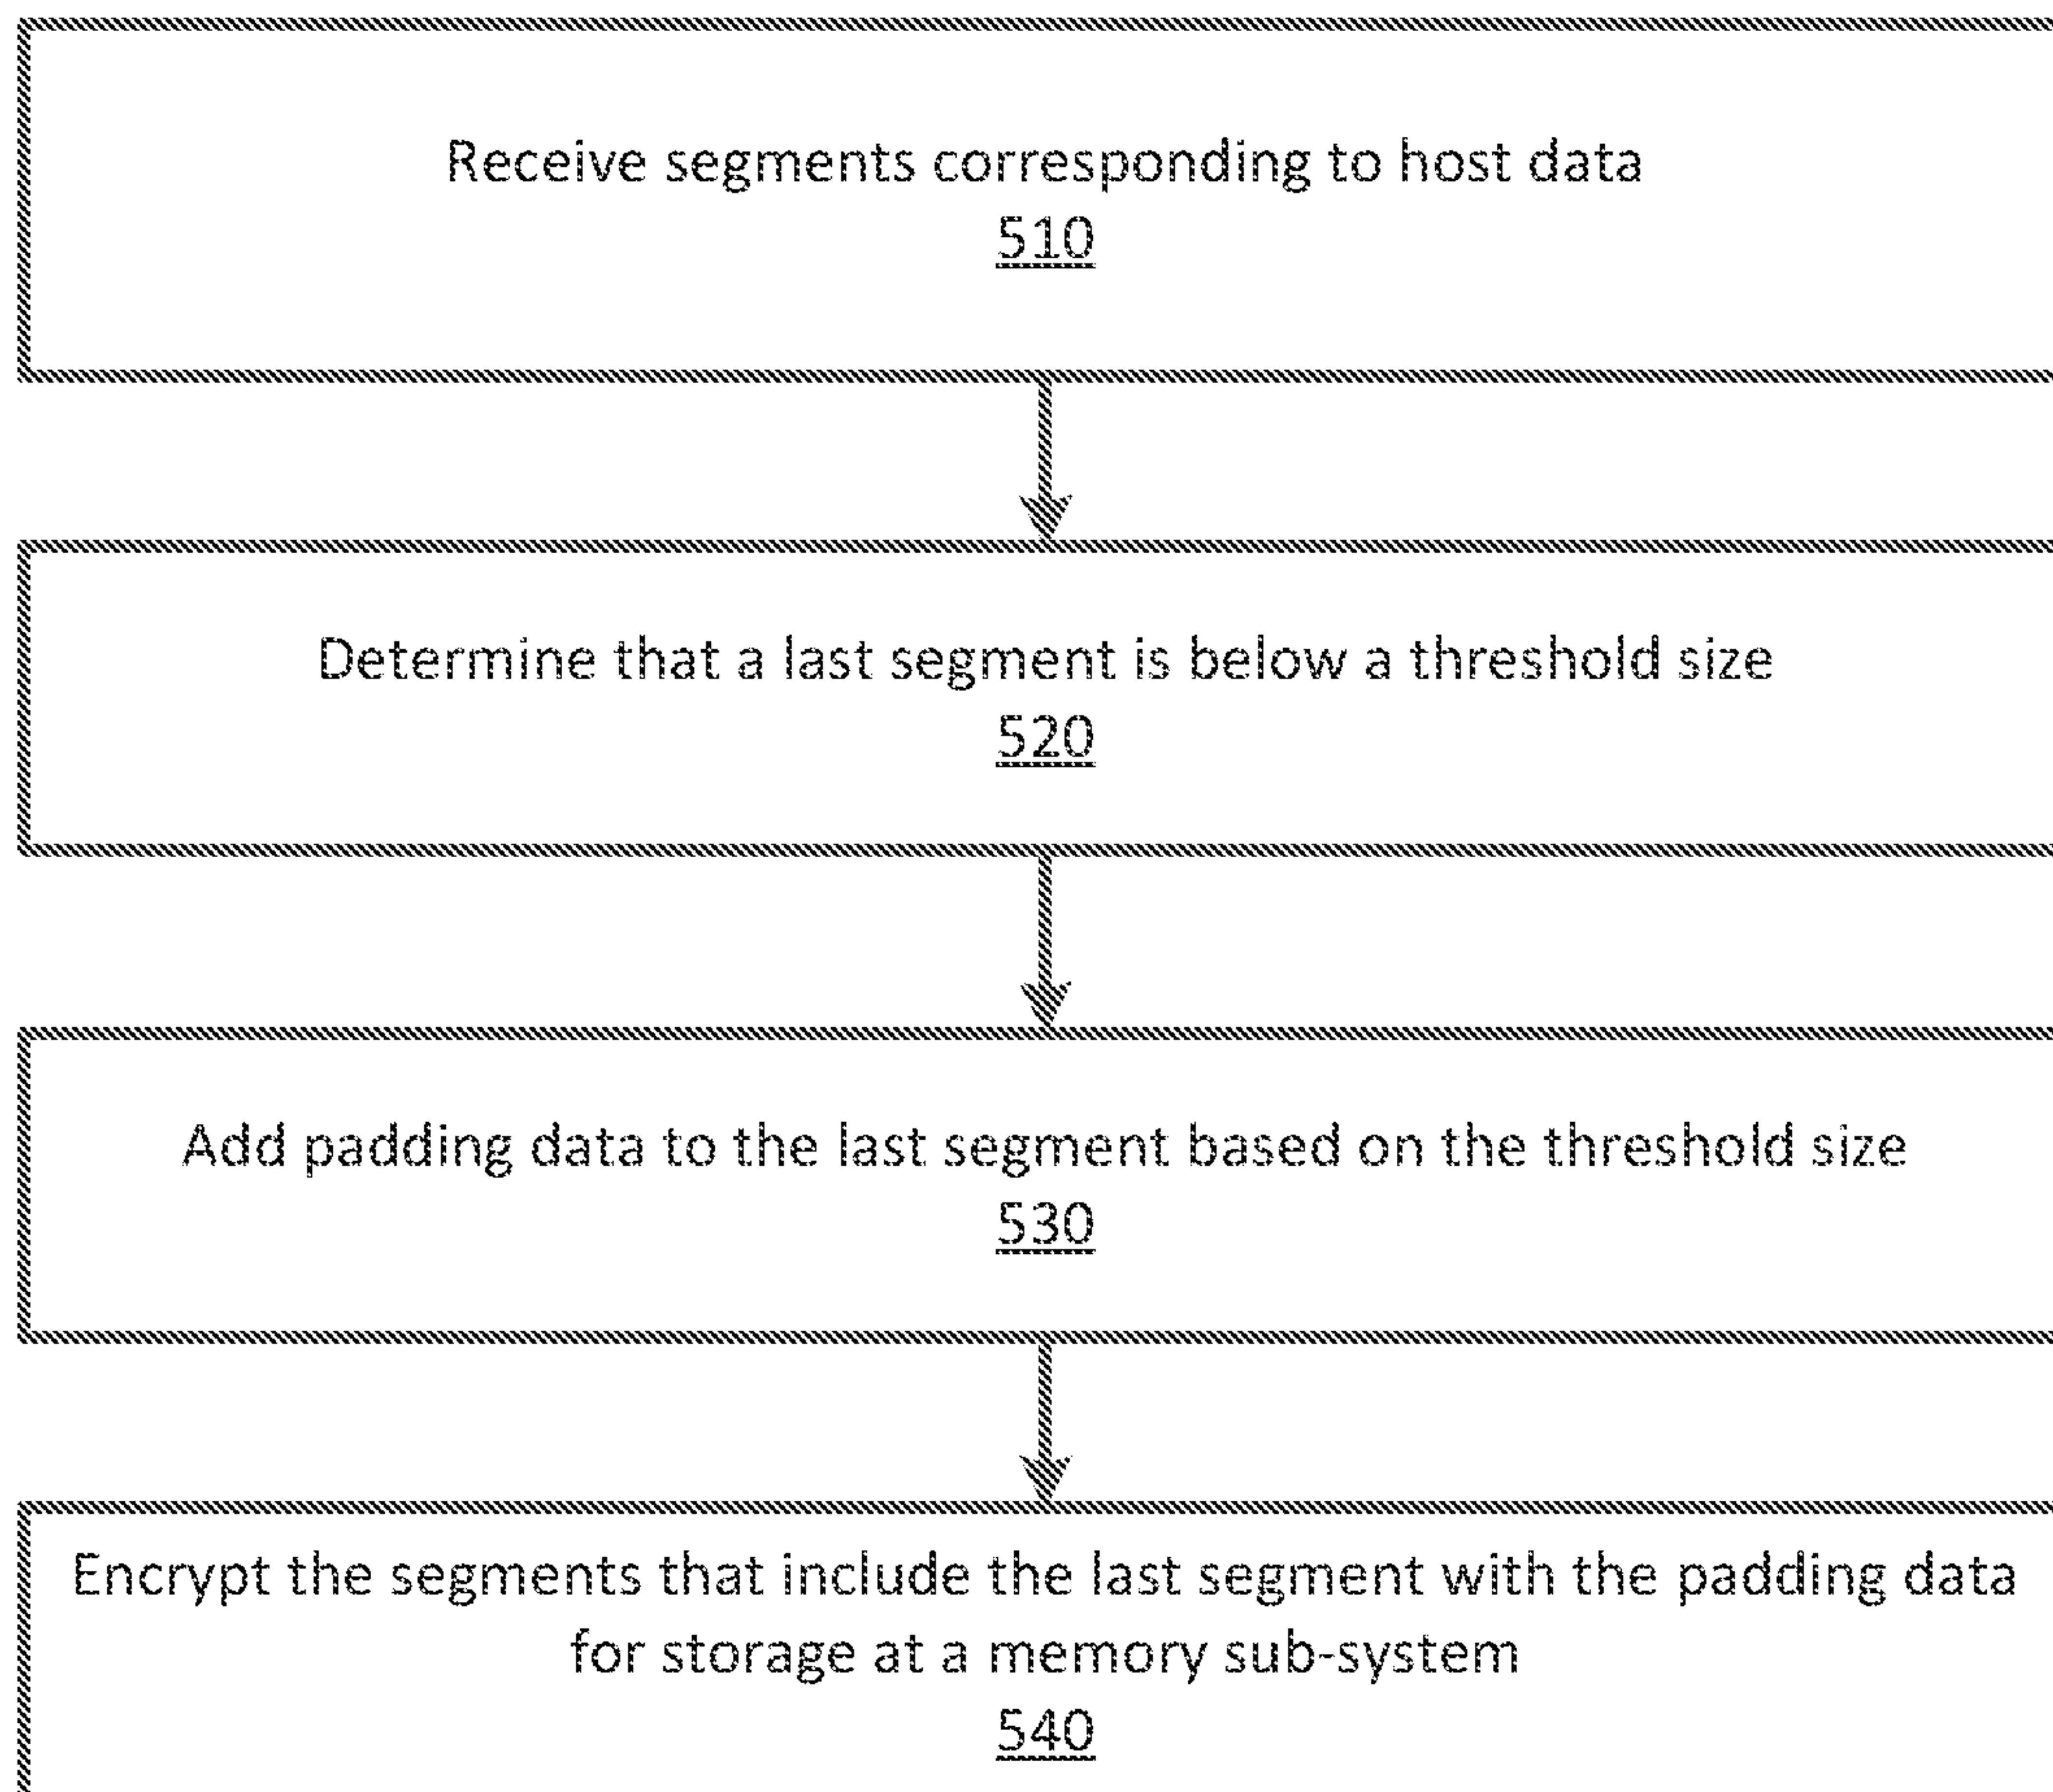 Receive segments corresponding to host data
510
Determine that a last segment is below a threshold size
520
Add padding data to the last segment based on the threshold size
530
Encrypt the segments that include the last segment with the padding data
for storage at a memory sub-system
540